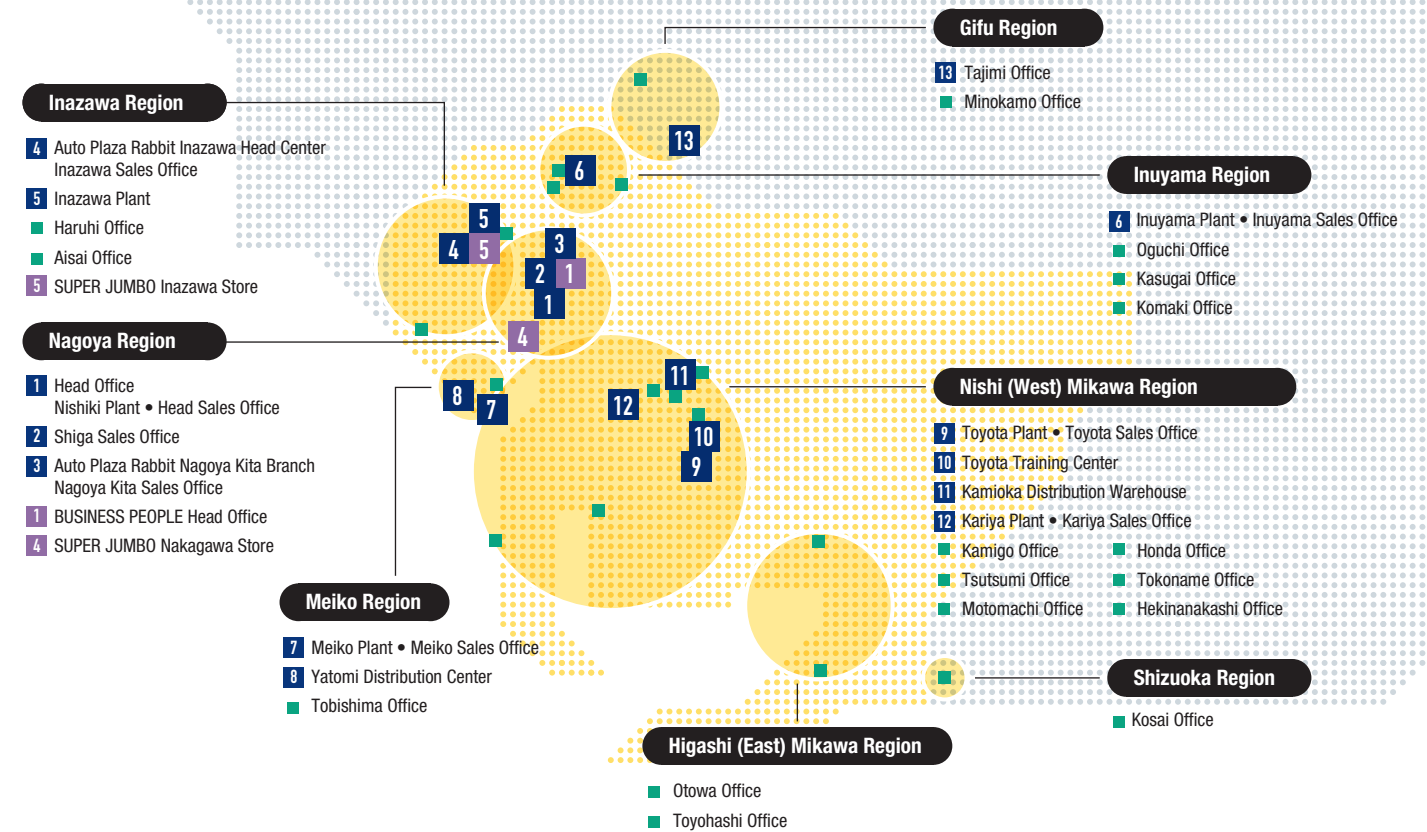 Gifu Region
13 Tajimi Office
Minokamo Office
Inazawa Region
4 Auto Plaza Rabbit Inazawa Head Center
Inazawa Sales Office
5 Inazawa Plant
Haruhi Office
Aisai Office
5 SUPER JUMBO Inazawa Store
Nagoya Region
1 Head Office
Nishiki Plant • Head Sales Office
2 Shiga Sales Office
3 Auto Plaza Rabbit Nagoya Kita Branch
Nagoya Kita Sales Office
1 BUSINESS PEOPLE Head Office
4 SUPER JUMBO Nakagawa Store
Meiko Region
7 Meiko Plant • Meiko Sales Office
8 Yatomi Distribution Center
Tobishima Office
13
6
5
4 5
3
2 1
1
4
8
7
11
12
10
9
Inuyama Region
6 Inuyama Plant • Inuyama Sales Office
Oguchi Office
Kasugai Office
Komaki Office
Nishi (West) Mikawa Region
9 Toyota Plant • Toyota Sales Office
10 Toyota Training Center
11 Kamioka Distribution Warehouse
12 Kariya Plant • Kariya Sales Office
Kamigo Office
Tsutsumi Office
Motomachi Office
Honda Office
Tokoname Office
Hekinanakashi Office
Shizuoka Region
Kosai Office
Higashi (East) Mikawa Region
Otowa Office
Toyohashi Office